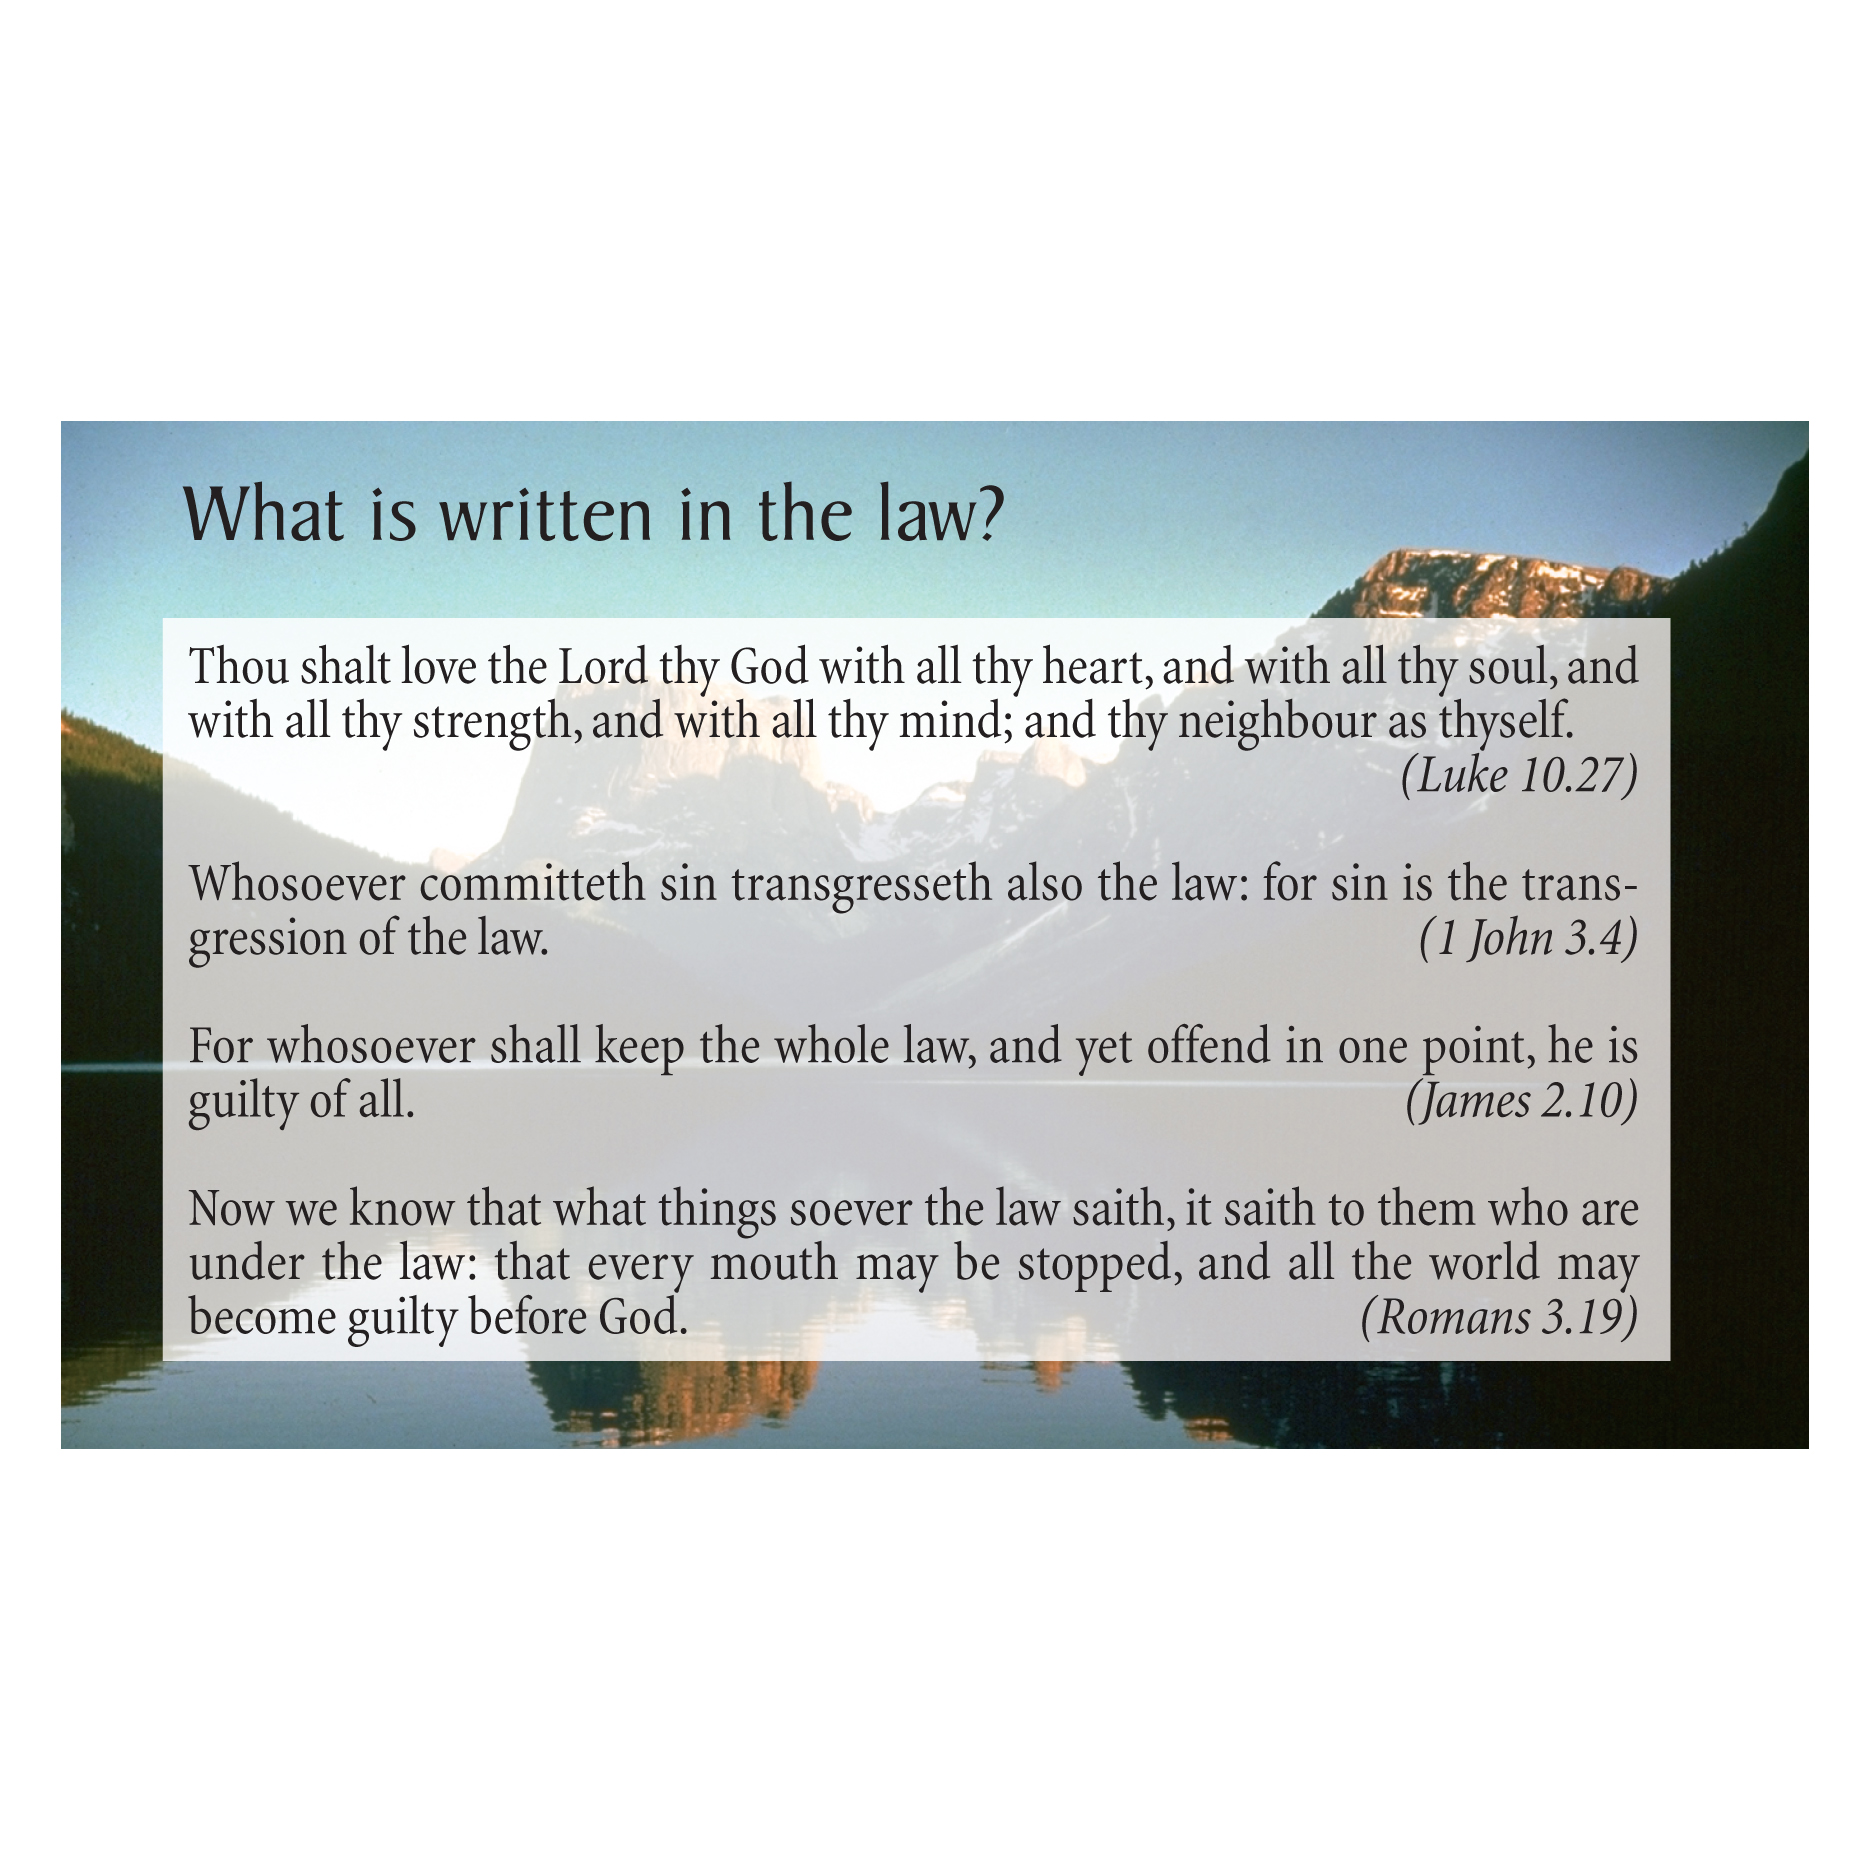 What is written in the law?
Thou shalt love the Lord thy God with all thy heart, and with all thy soul, and
with all thy strength, and with all thy mind; and thy neighbour as thyself.
(Luke 10.27)
Whosoever committeth sin transgresseth also the law: for sin is the trans-
gression of the law. (1 John 3.4)
For whosoever shall keep the whole law, and yet offend in one point, he is
guilty of all. (James 2.10)
Now we know that what things soever the law saith, it saith to them who are
under the law: that every mouth may be stopped, and all the world may
become guilty before God. (Romans 3.19)